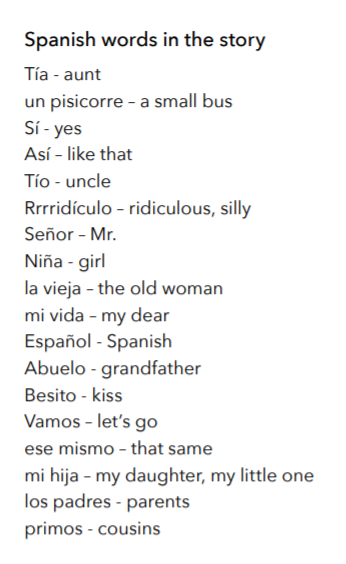 Spanish words in the story
Tía - aunt
un pisicorre – a small bus
Sí - yes
Así – like that
Tío - uncle
Rrrridículo – ridiculous, silly
Señor – Mr.
Niña - girl
la vieja – the old woman
mi vida – my dear
Español - Spanish
Abuelo - grandfather
Besito - kiss
Vamos – let's go
ese mismo – that same
mi hija – my daughter, my little one
los padres - parents
primos - cousins